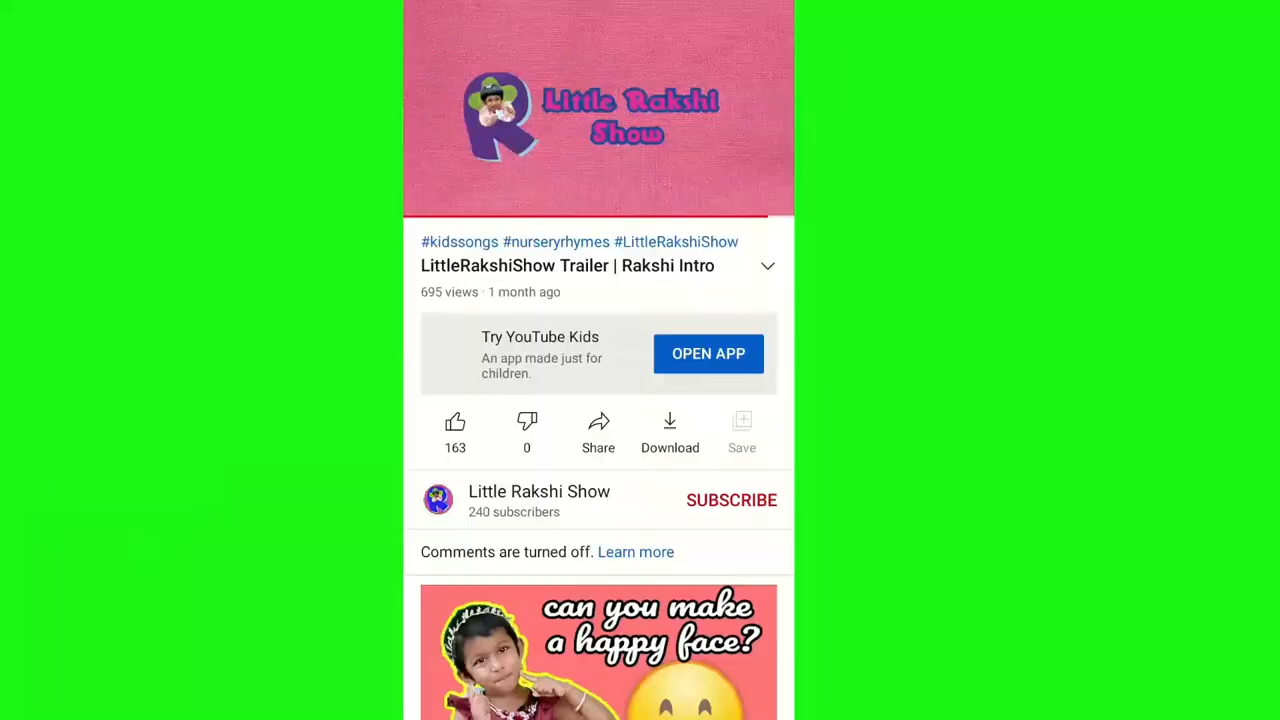 Little Rakshi
Show
#kidssongs #nurseryrhymes #LittleRakshiShow
LittleRakshiShow Trailer | Rakshi Intro
695 views · 1 month ago
Try YouTube Kids
An app made just for
children.
OPEN APP
163
0
Share
Download
Save
Little Rakshi Show
240 subscribers
SUBSCRIBE
Comments are turned off. Learn more
can you make
a happy face?